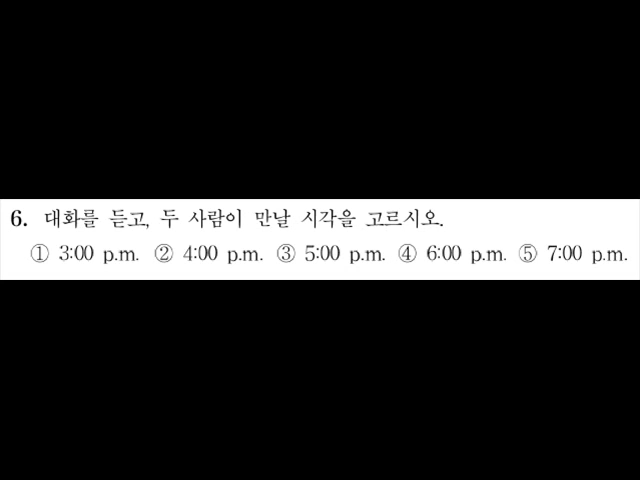 6. 대화를 듣고, 두 사람이 만날 시각을 고르시오.
① 3:00 p.m. ② 4:00 p.m. ③ 5:00 p.m. ④ 6:00 p.m. ⑤ 7:00 p.m.